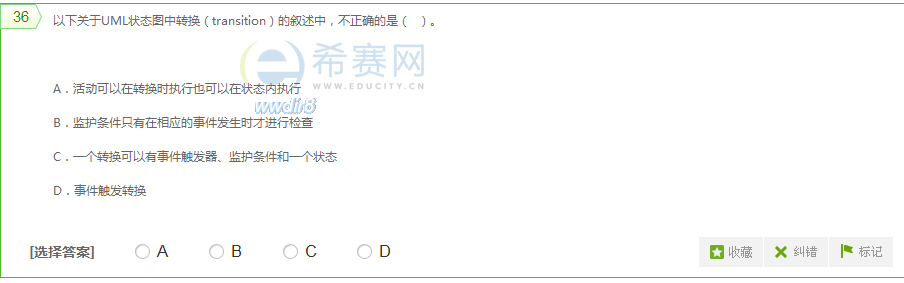 36
以下关于UML状态图中转换（transition）的叙述中，不正确的是（　）。
希赛网
WWW.EDUCITY.CN
A．活动可以在转换时执行也可以在状态内执行
wwdif8
B．监护条件只有在相应的事件发生时才进行检查
C．一个转换可以有事件触发器、监护条件和一个状态
D．事件触发转换
[选择答案] A B C D 收藏 纠错 标记